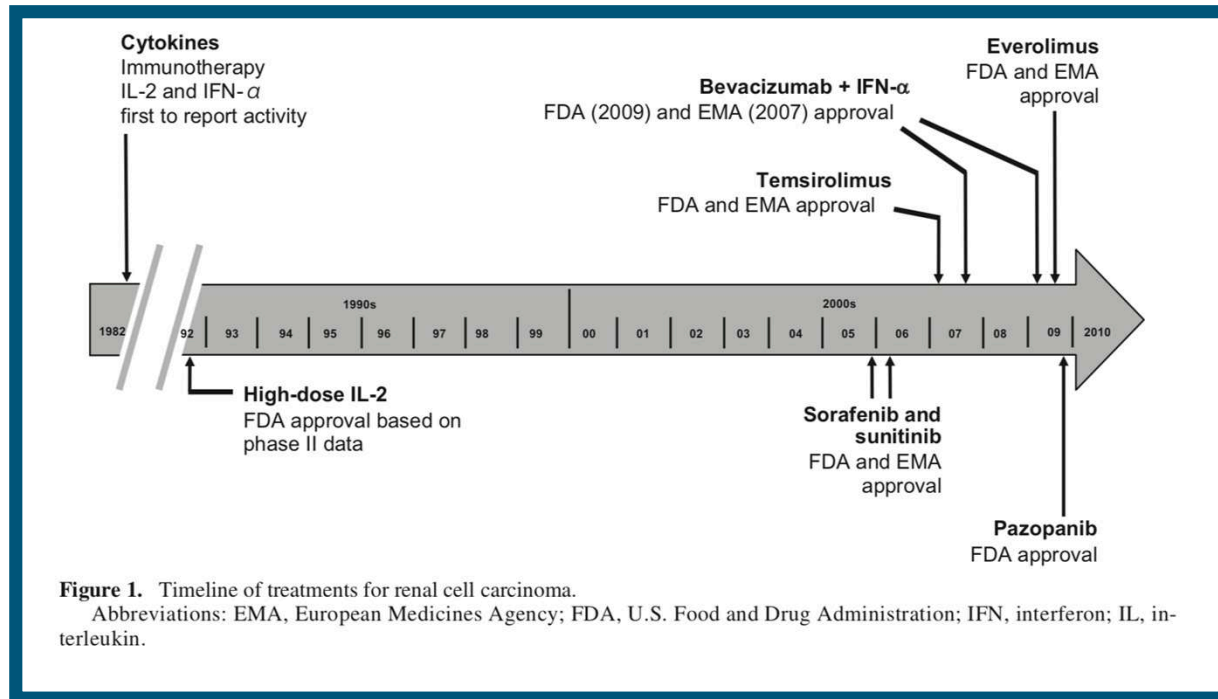 Cytokines
Immunotherapy
IL-2 and IFN-α
first to report activity
Bevacizumab + IFN-α
FDA (2009) and EMA (2007) approval
Everolimus
FDA and EMA
approval
Temsirolimus
FDA and EMA approval
1990s
2000s
1982
92
93
94
95
96
97
98
99
00
01
02
03
04
05
06
07
08
09
2010
High-dose IL-2
FDA approval based on
phase II data
Sorafenib and
sunitinib
FDA and EMA
approval
Pazopanib
FDA approval
Figure 1. Timeline of treatments for renal cell carcinoma.
Abbreviations: EMA, European Medicines Agency; FDA, U.S. Food and Drug Administration; IFN, interferon; IL, in-
terleukin.